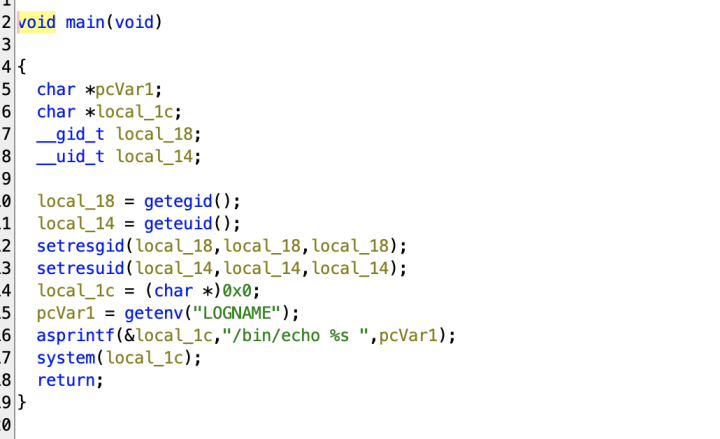 2 void main(void)
3
4 {
5   char *pcVar1;
6   char *local_1c;
7   __gid_t local_18;
8   __uid_t local_14;
9
0   local_18 = getegid();
1   local_14 = geteuid();
2   setresgid(local_18,local_18,local_18);
3   setresuid(local_14,local_14,local_14);
4   local_1c = (char *)0x0;
5   pcVar1 = getenv("LOGNAME");
6   asprintf(&local_1c,"/bin/echo %s ",pcVar1);
7   system(local_1c);
8   return;
9 }
0